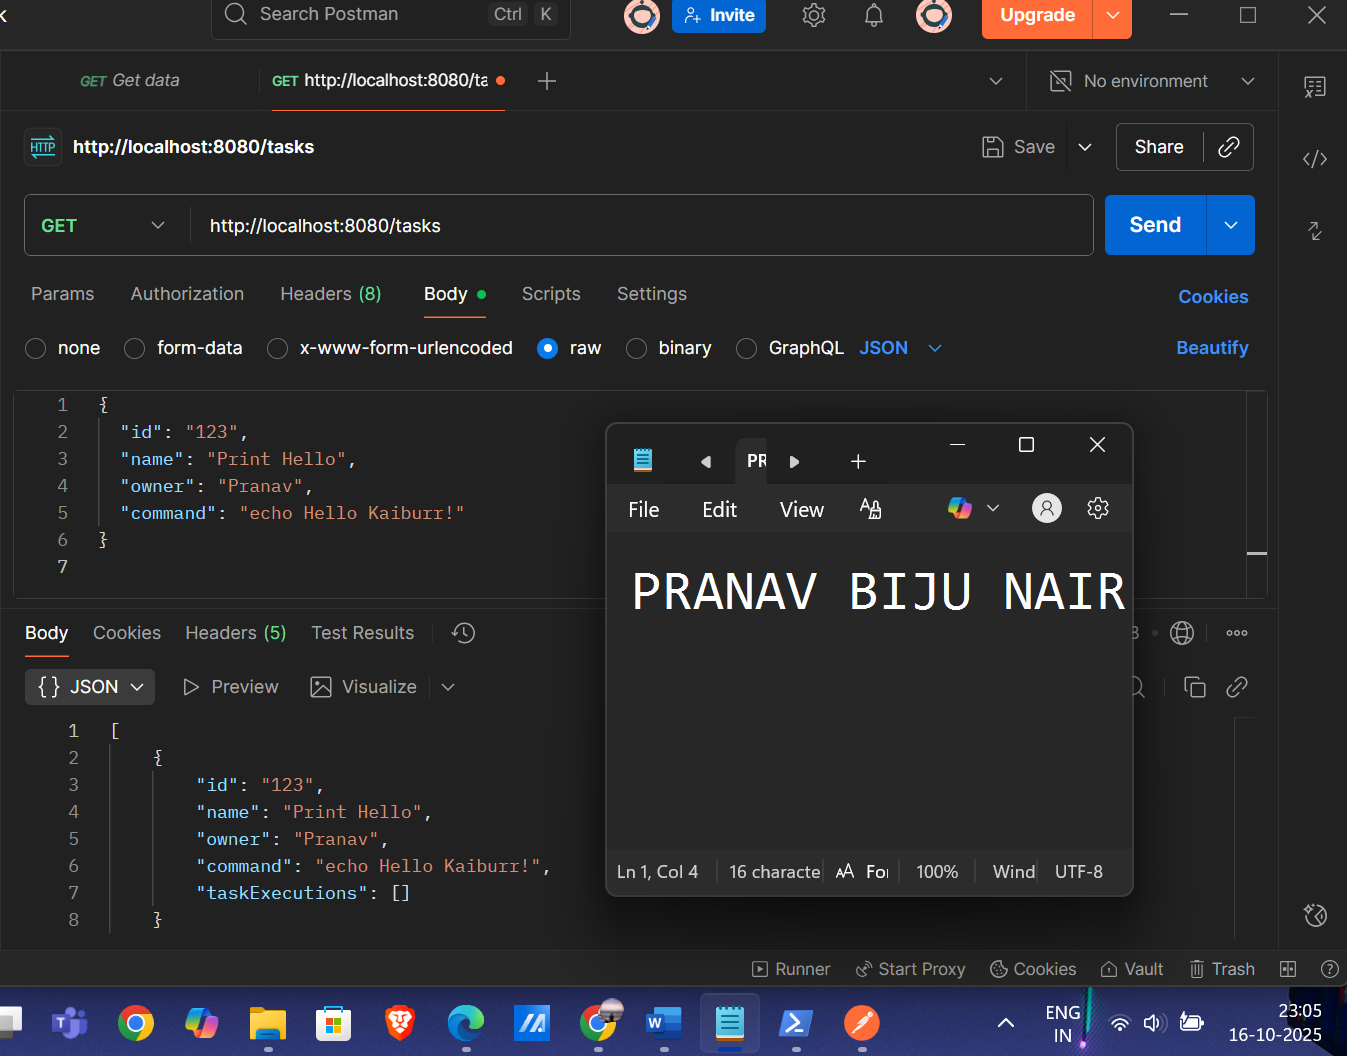 Search Postman Ctrl K Invite Upgrade
GET Get data GET http://localhost:8080/ta No environment
HTTP http://localhost:8080/tasks Save Share
GET http://localhost:8080/tasks Send
Params Authorization Headers (8) Body Scripts Settings Cookies
none form-data x-www-form-urlencoded raw binary GraphQL JSON Beautify
1 {
2 "id": "123",
3 "name": "Print Hello",
4 "owner": "Pranav",
5 "command": "echo Hello Kaiburr!"
6 }
7
PR
File Edit View
PRANAV BIJU NAIR
Ln 1, Col 4 16 characte For 100% Wind UTF-8
Body Cookies Headers (5) Test Results
{} JSON Preview Visualize
1 [
2 {
3 "id": "123",
4 "name": "Print Hello",
5 "owner": "Pranav",
6 "command": "echo Hello Kaiburr!",
7 "taskExecutions": []
8 }
Runner Start Proxy Cookies Vault Trash
ENG 23:05
IN 16-10-2025